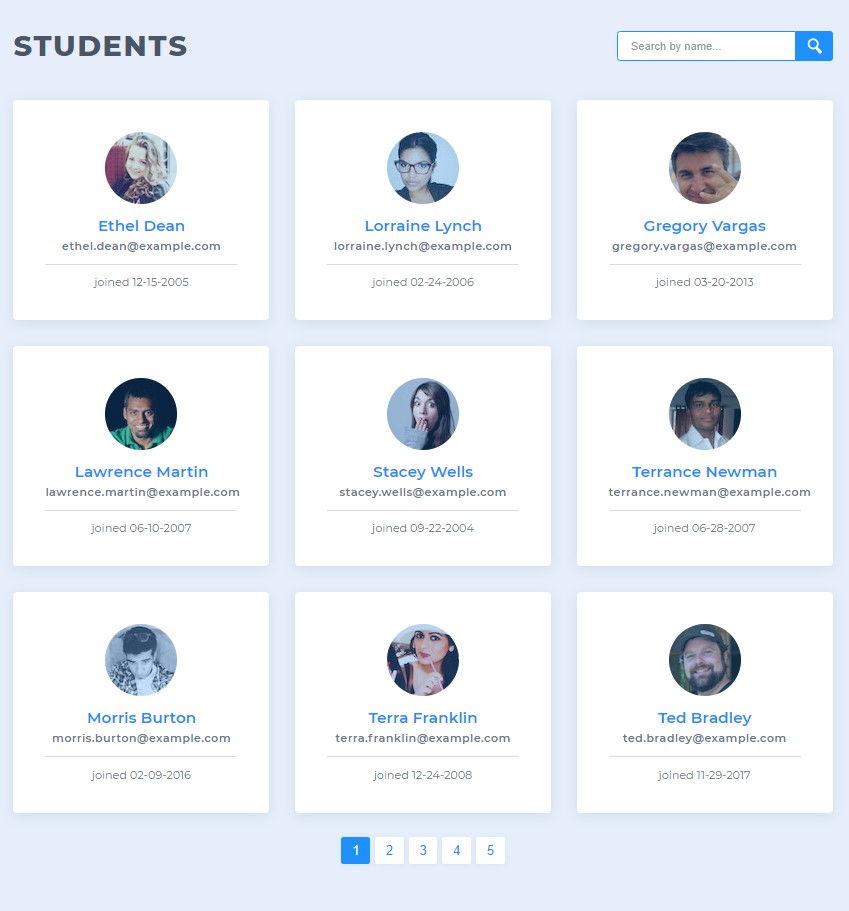 STUDENTS
Search by name...
Ethel Dean
ethel.dean@example.com
joined 12-15-2005
Lorraine Lynch
lorraine.lynch@example.com
joined 02-24-2006
Gregory Vargas
gregory.vargas@example.com
joined 03-20-2013
Lawrence Martin
lawrence.martin@example.com
joined 06-10-2007
Stacey Wells
stacey.wells@example.com
joined 09-22-2004
Terrance Newman
terrance.newman@example.com
joined 06-28-2007
Morris Burton
morris.burton@example.com
joined 02-09-2016
Terra Franklin
terra.franklin@example.com
joined 12-24-2008
Ted Bradley
ted.bradley@example.com
joined 11-29-2017
1 2 3 4 5